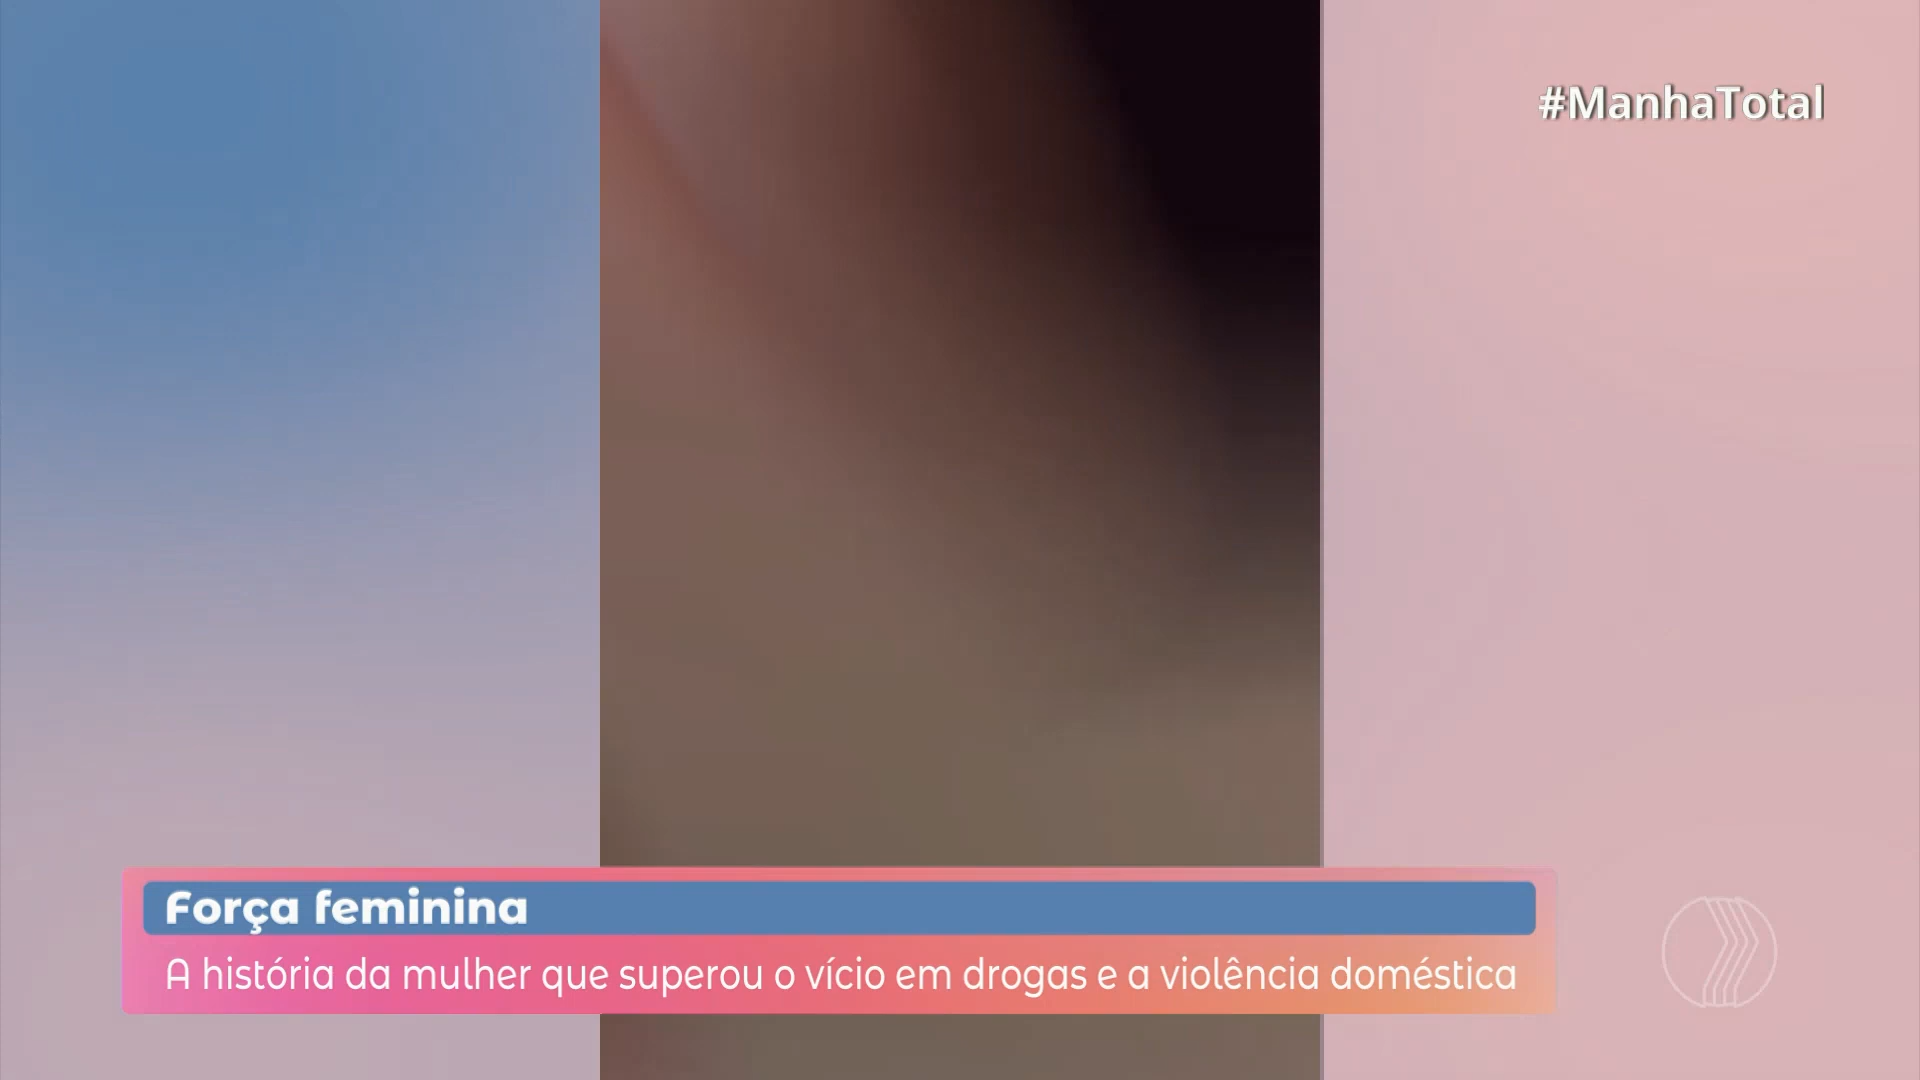 #ManhaTotal
Força feminina
A história da mulher que superou o vício em drogas e a violência doméstica